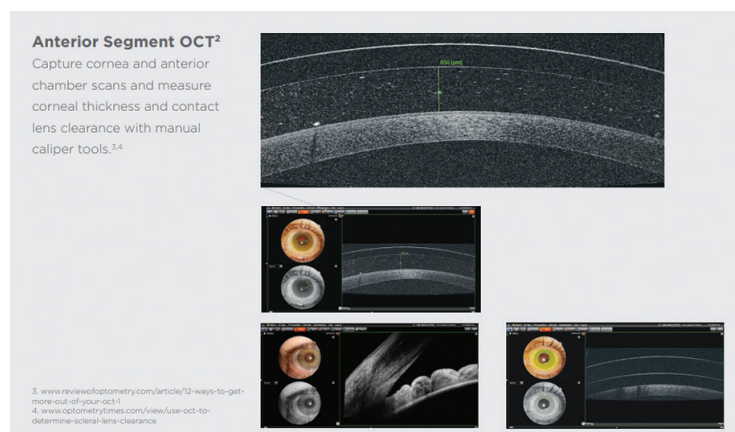 Anterior Segment OCT²
Capture cornea and anterior
chamber scans and measure
corneal thickness and contact
lens clearance with manual
caliper tools.³,⁴
3. www.reviewofoptometry.com/article/12-ways-to-get-
more-out-of-your-oct-1
4. www.optometrytimes.com/view/use-oct-to-
determine-scleral-lens-clearance